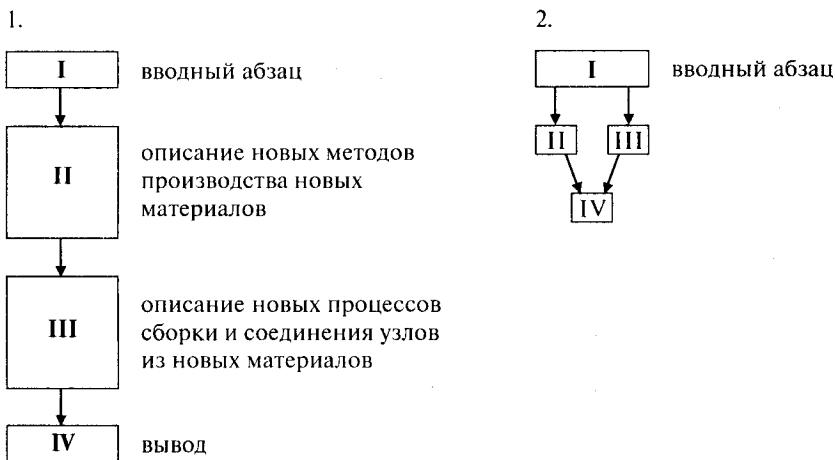 1.
I вводный абзац
II
описание новых методов
производства новых
материалов
III
описание новых процессов
сборки и соединения узлов
из новых материалов
IV вывод
2.
I вводный абзац
II III
IV